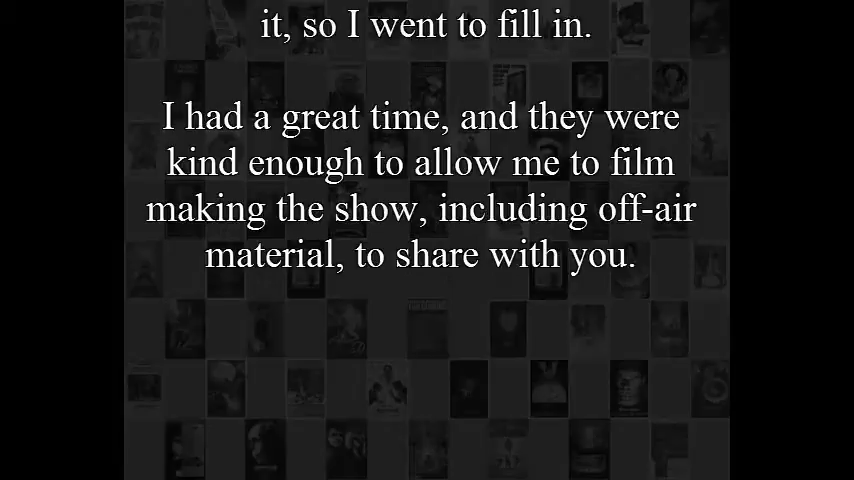 it, so I went to fill in.
I had a great time, and they were
kind enough to allow me to film
making the show, including off-air
material, to share with you.